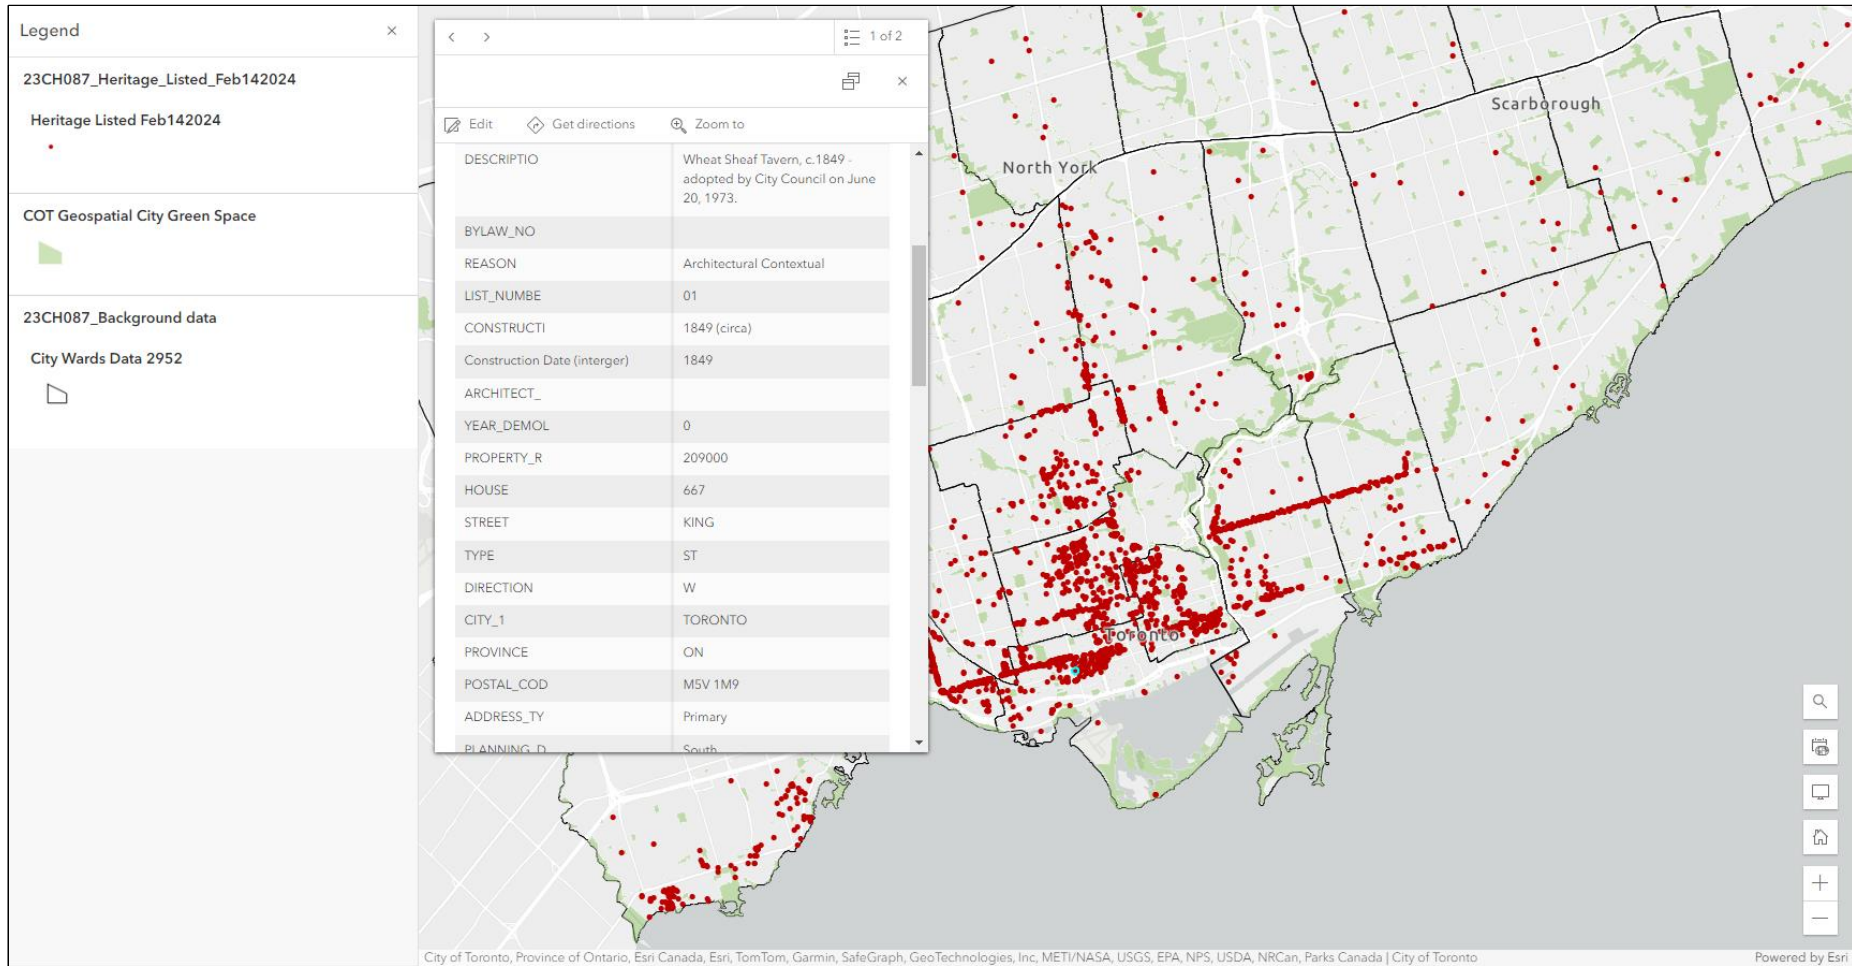 Legend
23CH087_Heritage_Listed_Feb142024
Heritage Listed Feb142024
COT Geospatial City Green Space
23CH087_Background data
City Wards Data 2952
1 of 2
Edit Get directions Zoom to
DESCRIPTIO Wheat Sheaf Tavern, c.1849 -
adopted by City Council on June
20, 1973.
BYLAW_NO
REASON Architectural Contextual
LIST_NUMBE 01
CONSTRUCTI 1849 (circa)
Construction Date (interger) 1849
ARCHITECT_
YEAR_DEMOL 0
PROPERTY_R 209000
HOUSE 667
STREET KING
TYPE ST
DIRECTION W
CITY_1 TORONTO
PROVINCE ON
POSTAL_COD M5V 1M9
ADDRESS_TY Primary
PLANNING_D South
Scarborough
North York
Toronto
City of Toronto, Province of Ontario, Esri Canada, Esri, TomTom, Garmin, SafeGraph, GeoTechnologies, Inc, METI/NASA, USGS, EPA, NPS, USDA, NRCan, Parks Canada | City of Toronto
Powered by Esri